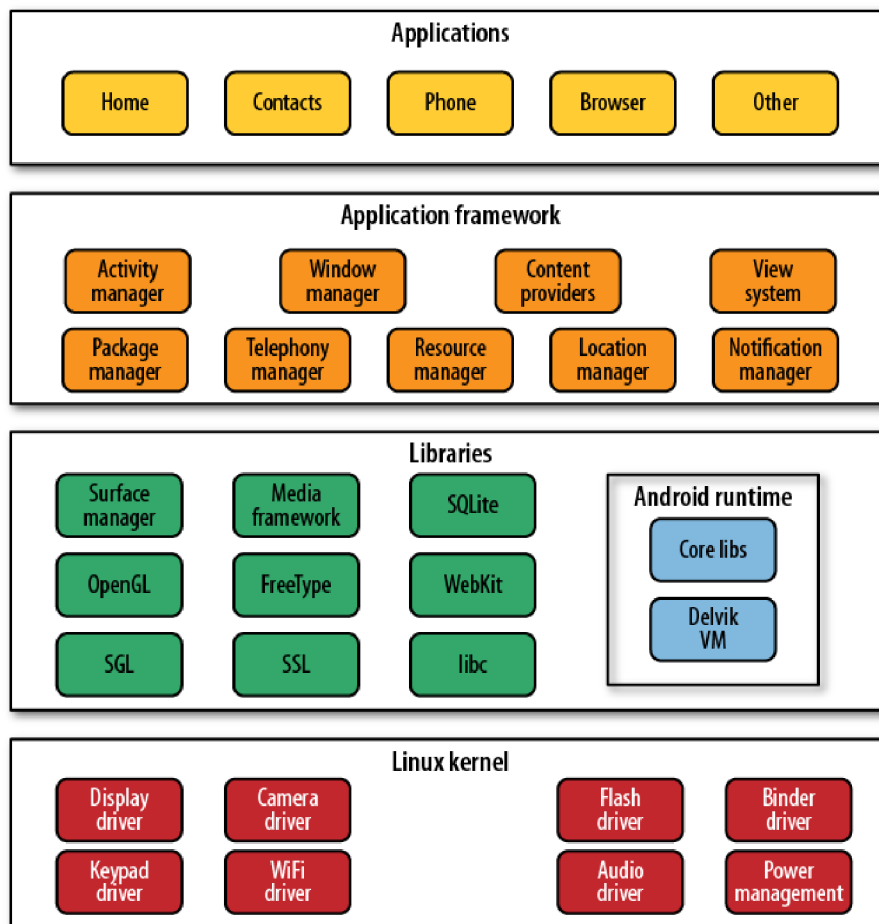 Applications
Home
Contacts
Phone
Browser
Other
Application framework
Activity
manager
Window
manager
Content
providers
View
system
Package
manager
Telephony
manager
Resource
manager
Location
manager
Notification
manager
Libraries
Surface
manager
Media
framework
SQLite
OpenGL
FreeType
WebKit
SGL
SSL
libc
Android runtime
Core libs
Delvik
VM
Linux kernel
Display
driver
Camera
driver
Flash
driver
Binder
driver
Keypad
driver
WiFi
driver
Audio
driver
Power
management